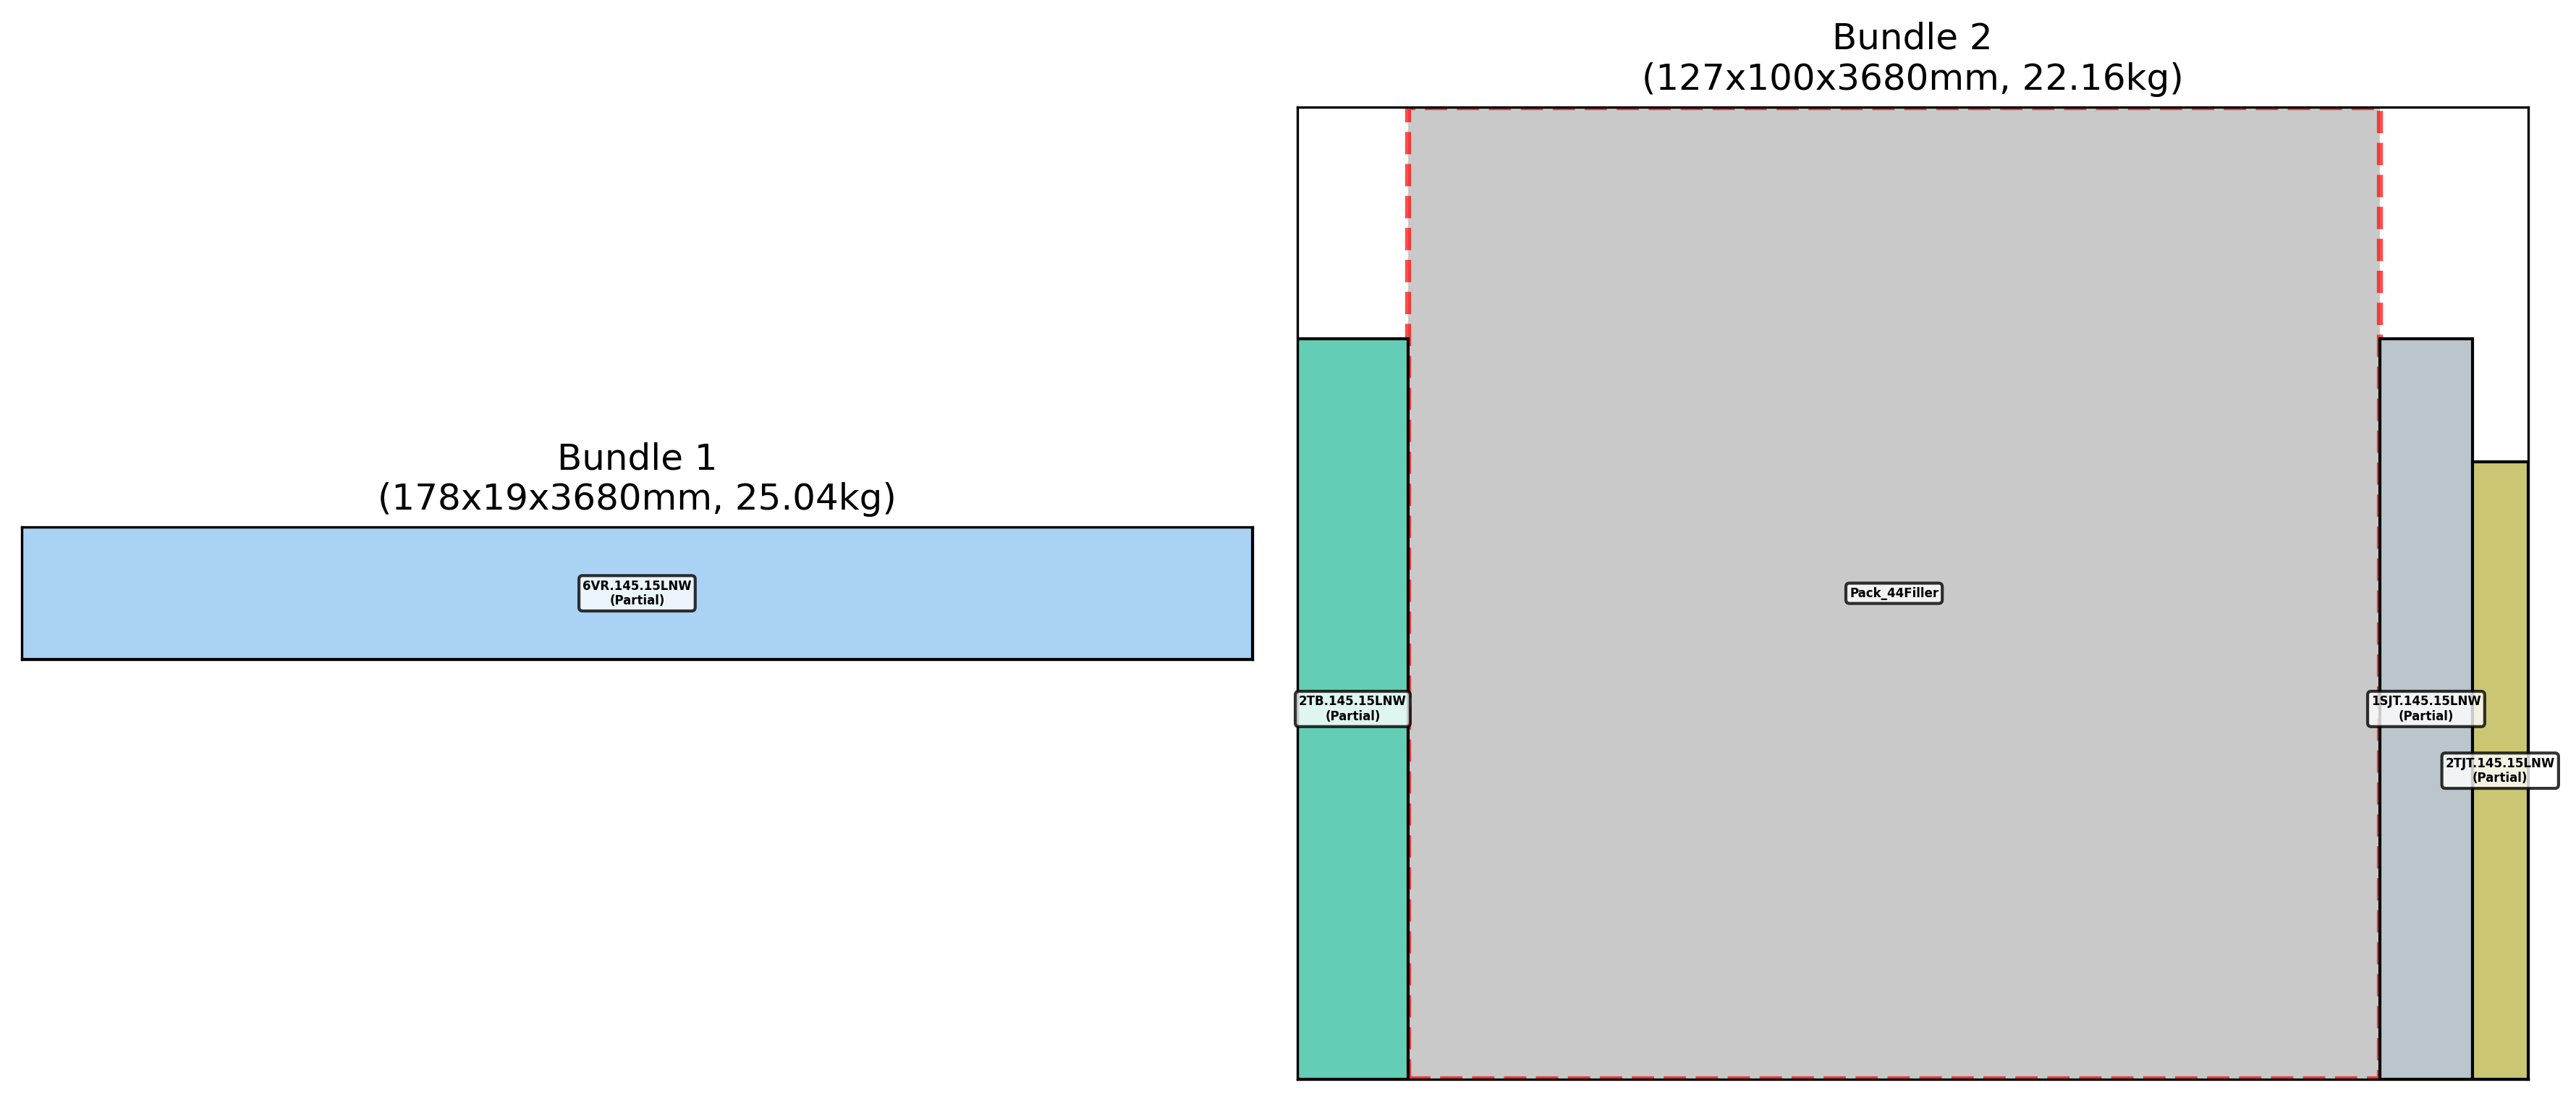 Bundle 1
(178x19x3680mm, 25.04kg)
6VR.145.15LNW
(Partial)
Bundle 2
(127x100x3680mm, 22.16kg)
Pack_44Filler
2TB.145.15LNW
(Partial)
1SJT.145.15LNW
(Partial)
2TJT.145.15LNW
(Partial)